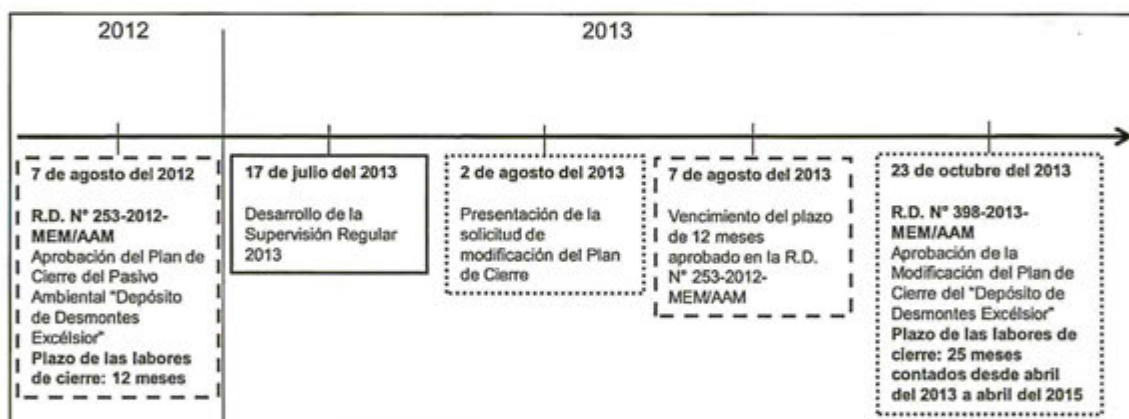 2012
2013
7 de agosto del 2012
R.D. N° 253-2012-
MEM/AAM
Aprobación del Plan de
Cierre del Pasivo
Ambiental "Depósito
de Desmontes
Excélsior"
Plazo de las labores
de cierre: 12 meses
17 de julio del 2013
Desarrollo de la
Supervisión Regular
2013
2 de agosto del 2013
Presentación de la
solicitud de
modificación del Plan
de Cierre
7 de agosto del 2013
Vencimiento del plazo
de 12 meses
aprobado en la R.D.
N° 253-2012-
MEM/AAM
23 de octubre del 2013
R.D. N° 398-2013-
MEM/AAM
Aprobación de la
Modificación del Plan de
Cierre del "Depósito de
Desmontes Excélsior"
Plazo de las labores de
cierre: 25 meses
contados desde abril
del 2013 a abril del 2015